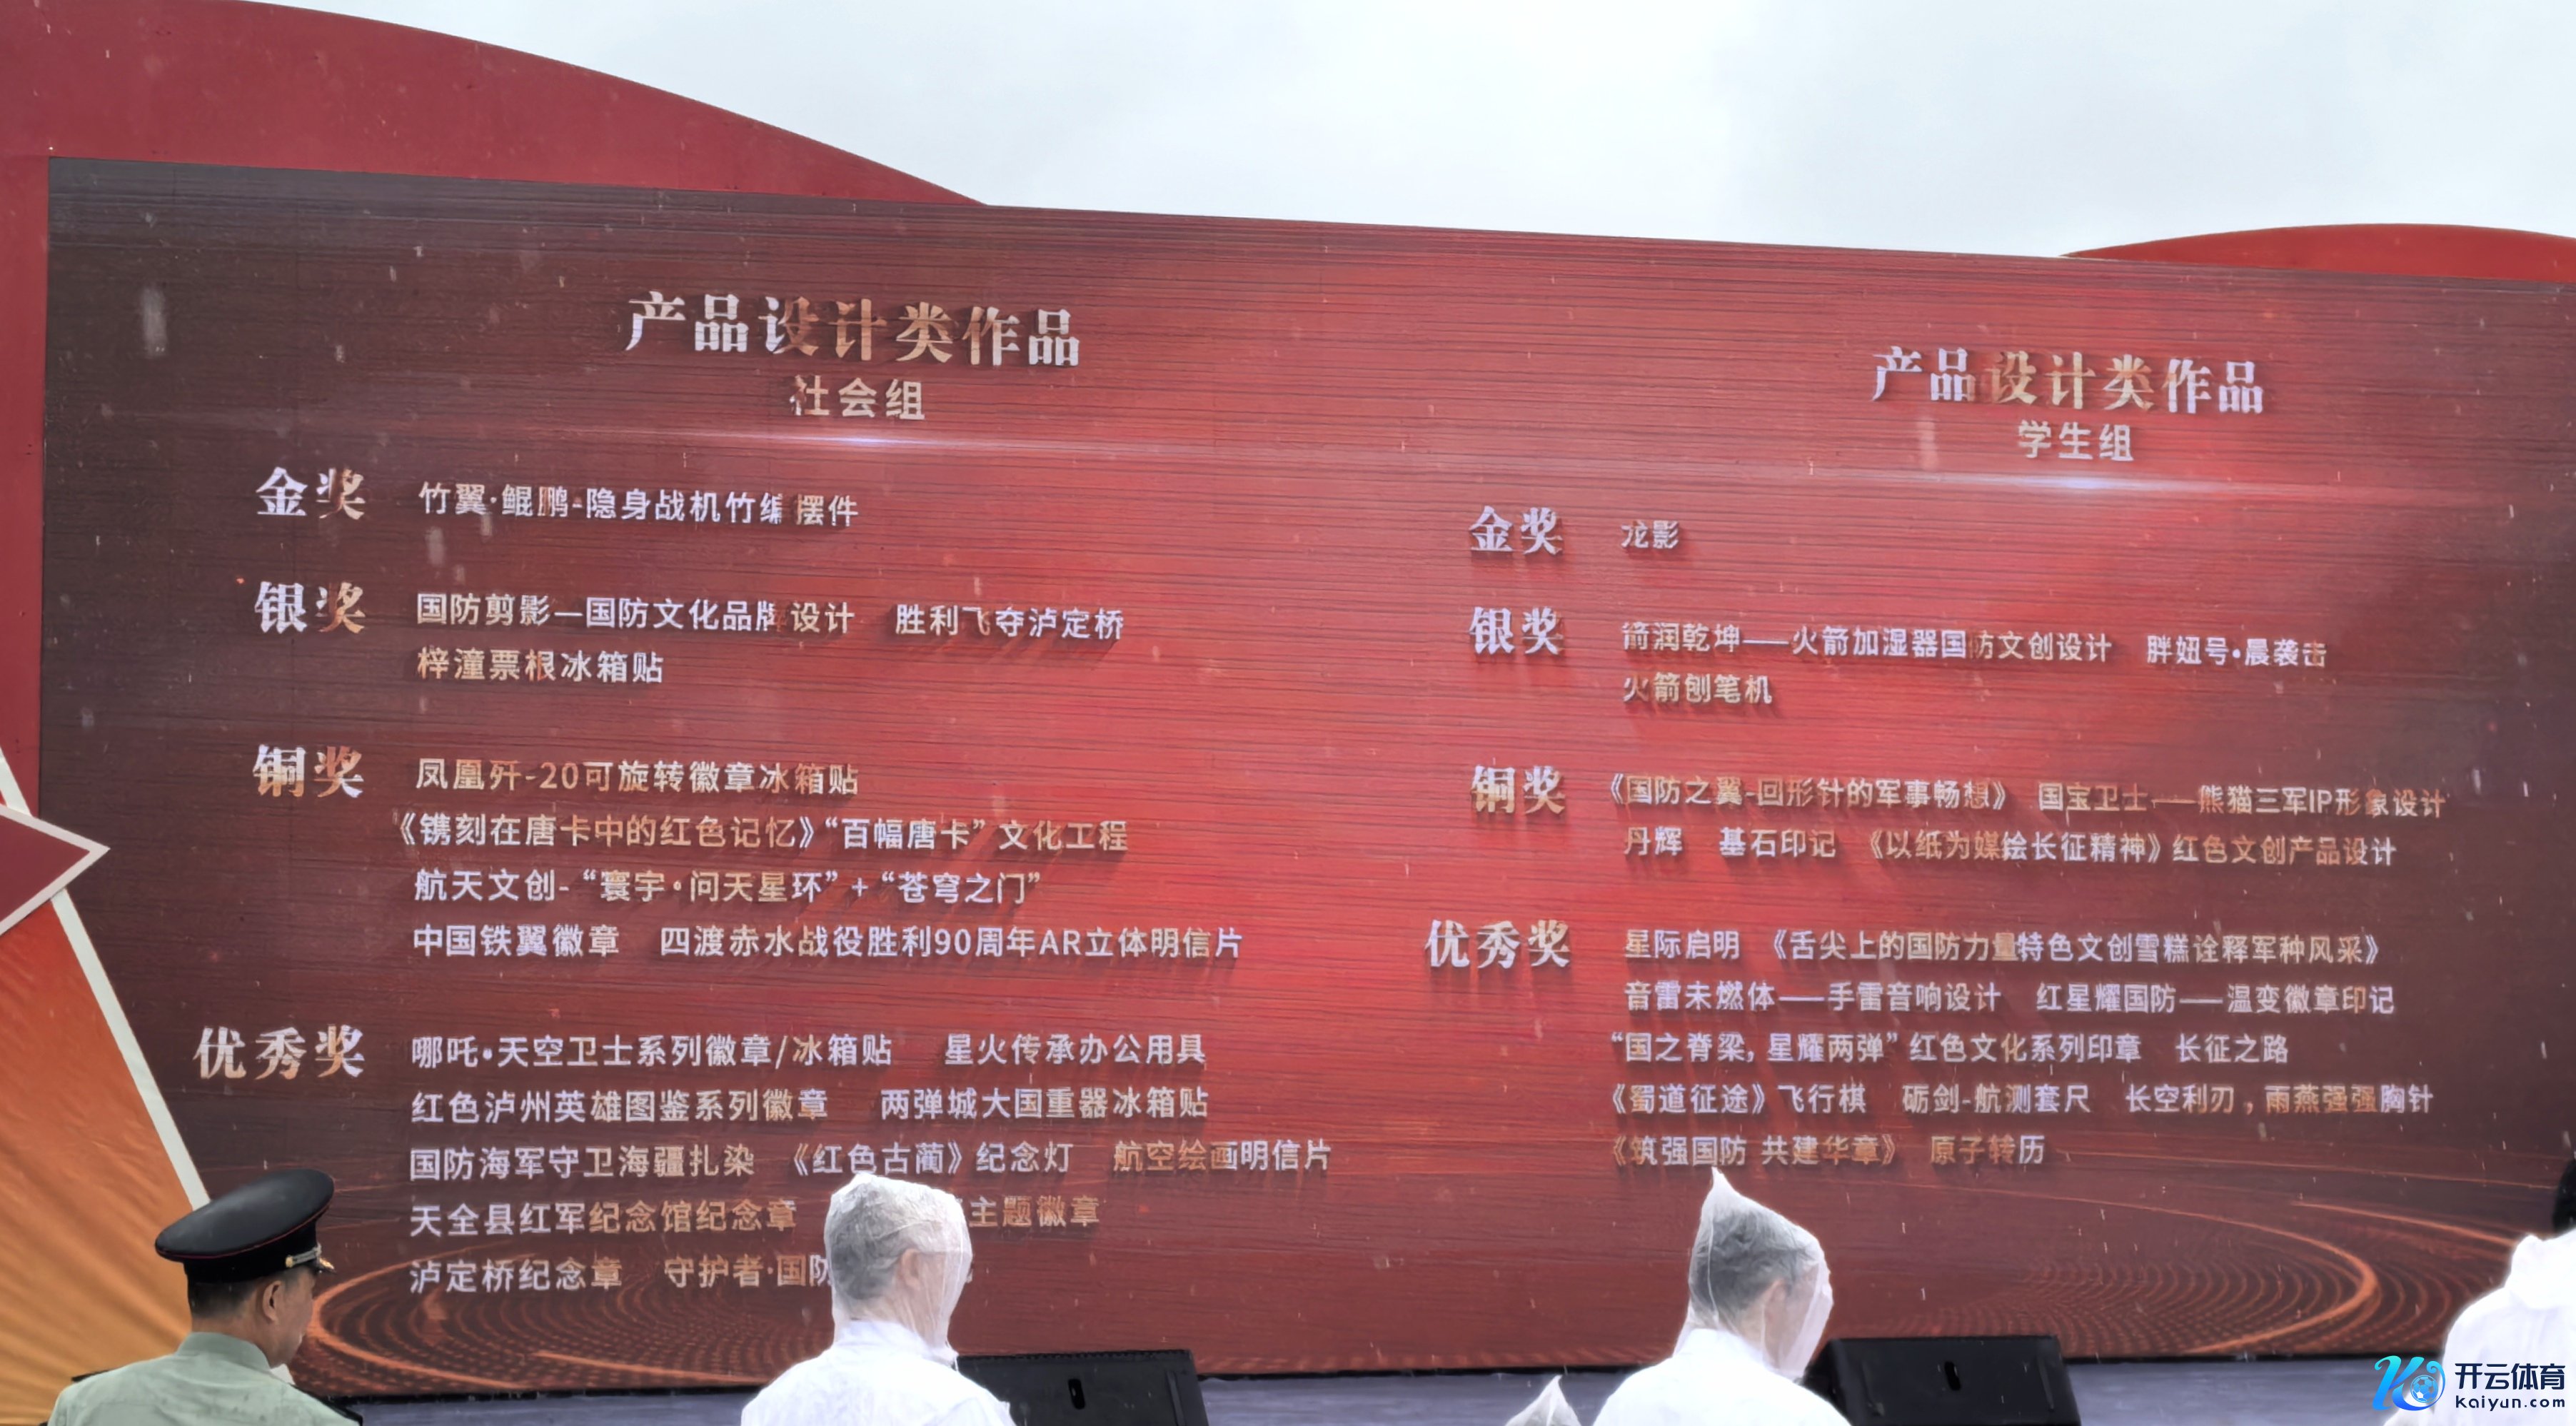 产品设计类作品
社会组
金奖 竹翼·鲲鹏-隐身战机竹编摆件
银奖 国防剪影—国防文化品牌设计 胜利飞夺泸定桥
梓潼票根冰箱贴
铜奖 凤凰歼-20可旋转徽章冰箱贴
《镌刻在唐卡中的红色记忆》“百幅唐卡”文化工程
航天文创-“寰宇·问天星环”+“苍穹之门”
中国铁翼徽章 四渡赤水战役胜利90周年AR立体明信片
优秀奖 哪吒·天空卫士系列徽章/冰箱贴 星火传承办公用具
红色泸州英雄图鉴系列徽章 两弹城大国重器冰箱贴
国防海军守卫海疆扎染 《红色古蔺》纪念灯 航空绘画明信片
天全县红军纪念馆纪念章 主题徽章
泸定桥纪念章 守护者·国防
产品设计类作品
学生组
金奖 龙影
银奖 箭润乾坤——火箭加湿器国防文创设计 胖妞号·晨袭击
火箭刨笔机
铜奖 《国防之翼-回形针的军事畅想》 国宝卫士——熊猫三军IP形象设计
丹辉 基石印记 《以纸为媒绘长征精神》红色文创产品设计
优秀奖 星际启明 《舌尖上的国防力量特色文创雪糕诠释军种风采》
音雷未燃体——手雷音响设计 红星耀国防——温变徽章印记
“国之脊梁,星耀两弹”红色文化系列印章 长征之路
《蜀道征途》飞行棋 砺剑-航测套尺 长空利刃,雨燕强强胸针
《筑强国防 共建华章》 原子转历
开云体育
kaiyun.com